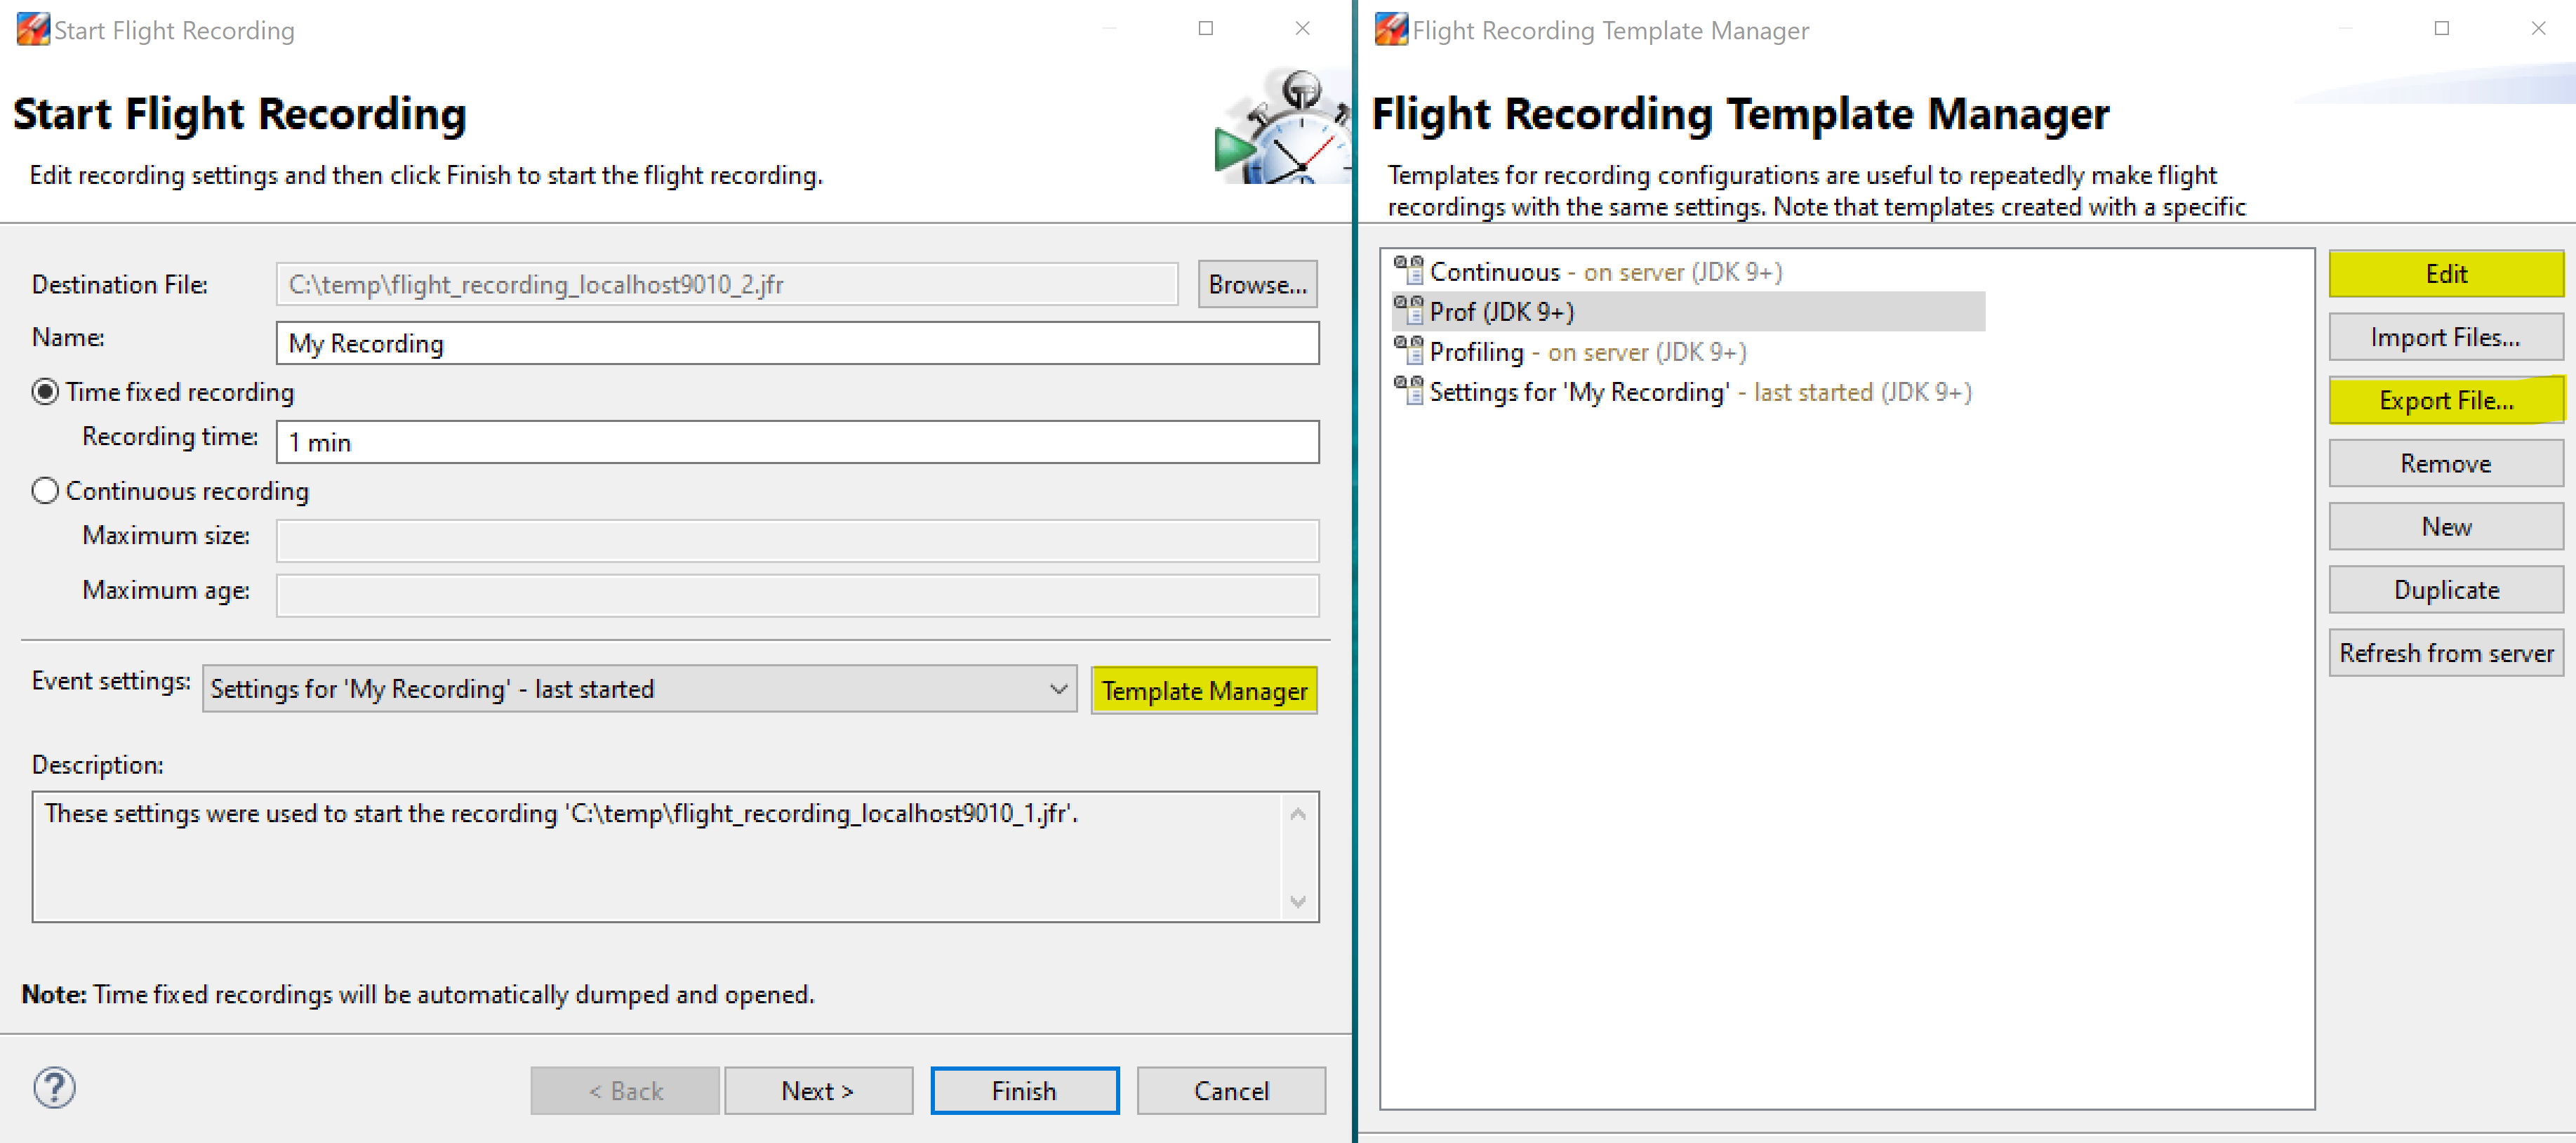 Start Flight Recording
Start Flight Recording
Edit recording settings and then click Finish to start the flight recording.
Destination File: C:\temp\flight_recording_localhost9010_2.jfr Browse...
Name: My Recording
Time fixed recording
Recording time: 1 min
Continuous recording
Maximum size:
Maximum age:
Event settings: Settings for 'My Recording' - last started Template Manager
Description:
These settings were used to start the recording 'C:\temp\flight_recording_localhost9010_1.jfr'.
Note: Time fixed recordings will be automatically dumped and opened.
? < Back Next > Finish Cancel
Flight Recording Template Manager
Flight Recording Template Manager
Templates for recording configurations are useful to repeatedly make flight
recordings with the same settings. Note that templates created with a specific
Continuous - on server (JDK 9+)
Prof (JDK 9+)
Profiling - on server (JDK 9+)
Settings for 'My Recording' - last started (JDK 9+)
Edit
Import Files...
Export File...
Remove
New
Duplicate
Refresh from server